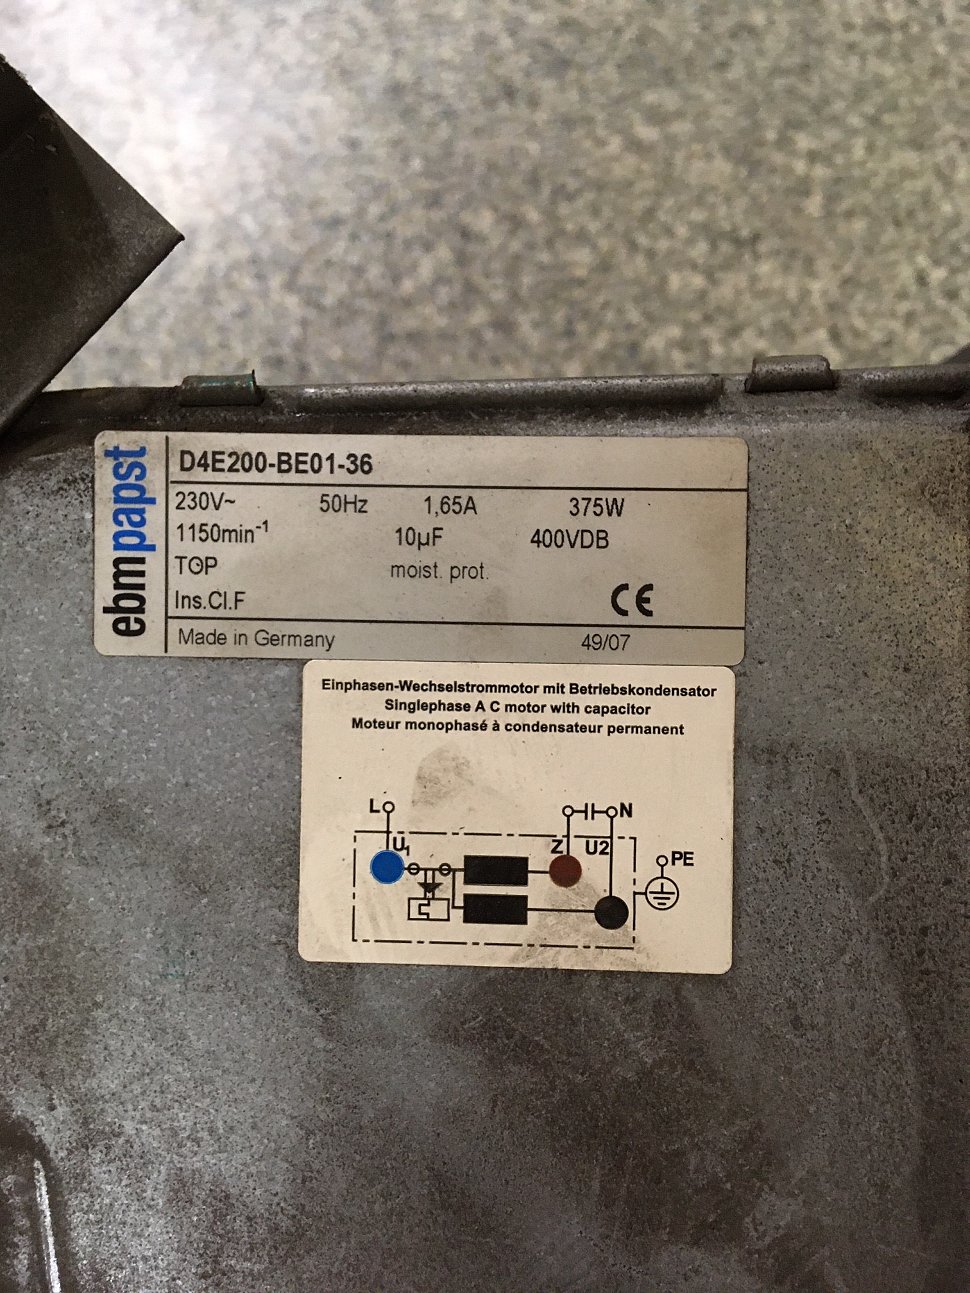 ebmpapst
D4E200-BE01-36
230V~ 50Hz 1,65A 375W
1150min-1 10µF 400VDB
TOP moist. prot.
Ins.Cl.F CE
Made in Germany 49/07
Einphasen-Wechselstrommotor mit Betriebskondensator
Singlephase A C motor with capacitor
Moteur monophasé à condensateur permanent
L N
U1 Z U2 PE